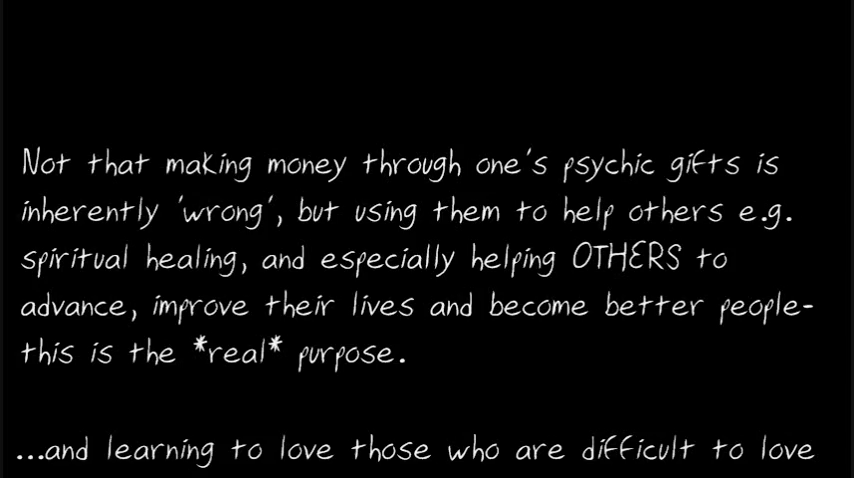 Not that making money through one's psychic gifts is
inherently 'wrong', but using them to help others e.g.
spiritual healing, and especially helping OTHERS to
advance, improve their lives and become better people-
this is the *real* purpose.
...and learning to love those who are difficult to love